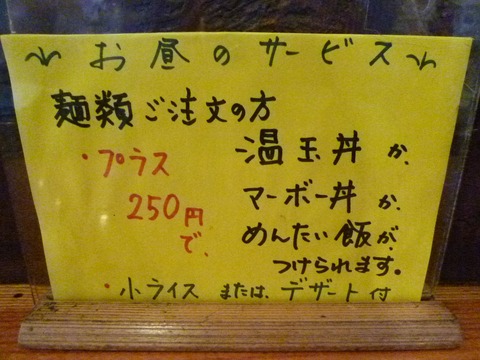 お昼のサービス
麺類ご注文の方
・プラス
250円
で、
温玉丼か、
マーボー丼か、
めんたい飯が、
つけられます。
・小ライスまたは、デザート付